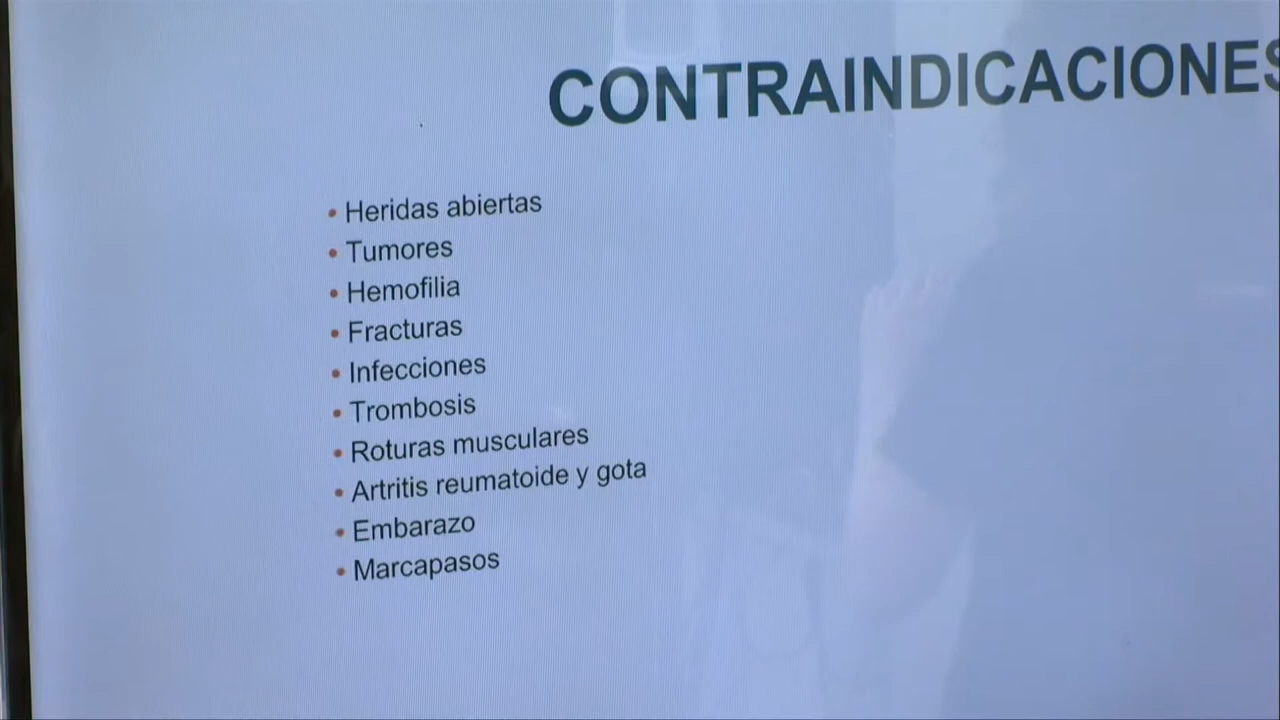 CONTRAINDICACIONES
• Heridas abiertas
• Tumores
• Hemofilia
• Fracturas
• Infecciones
• Trombosis
• Roturas musculares
• Artritis reumatoide y gota
• Embarazo
• Marcapasos